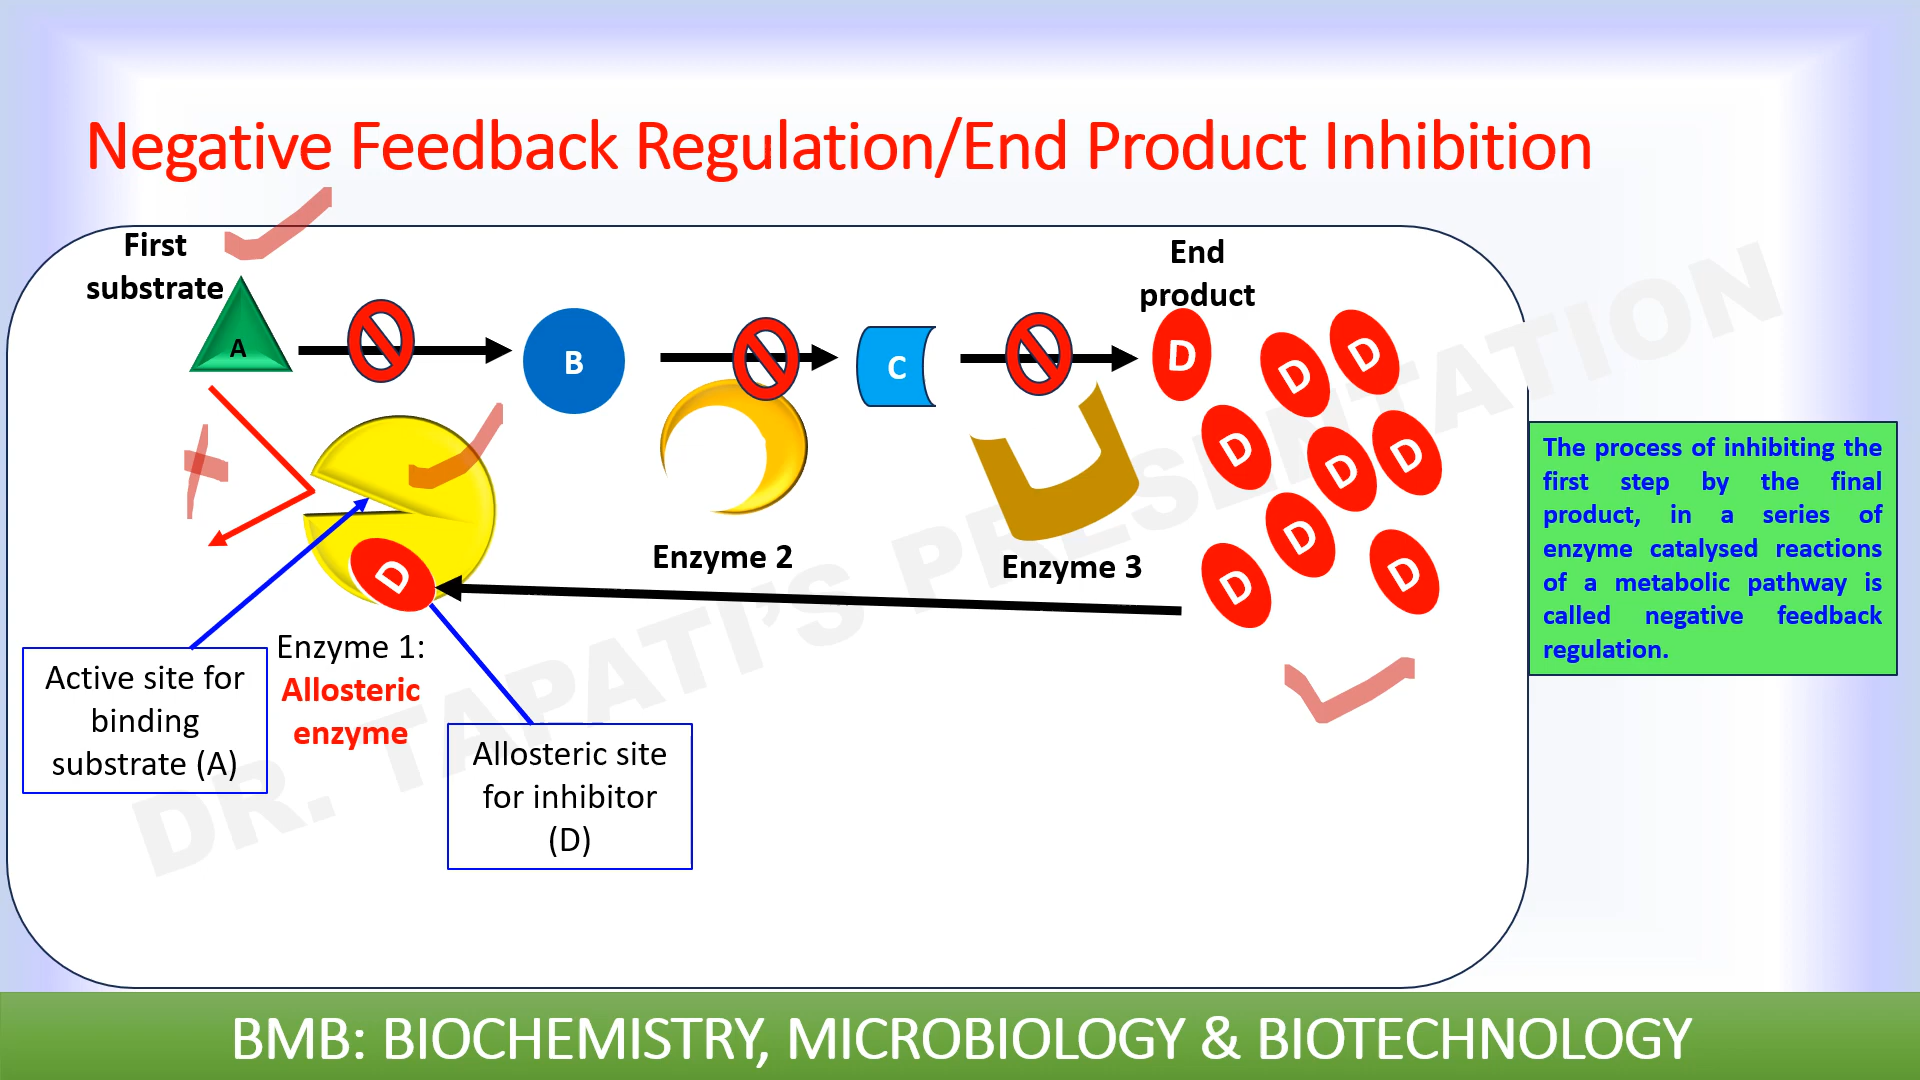 Negative Feedback Regulation/End Product Inhibition
First
substrate
End
product
A
B
C
D
D
D
D
D
D
D
D
D
D
Enzyme 2
Enzyme 3
Enzyme 1:
Allosteric
enzyme
Active site for
binding
substrate (A)
Allosteric site
for inhibitor
(D)
The process of inhibiting the
first step by the final
product, in a series of
enzyme catalysed reactions
of a metabolic pathway is
called negative feedback
regulation.
DR. TAPATI'S PRESENTATION
BMB: BIOCHEMISTRY, MICROBIOLOGY & BIOTECHNOLOGY